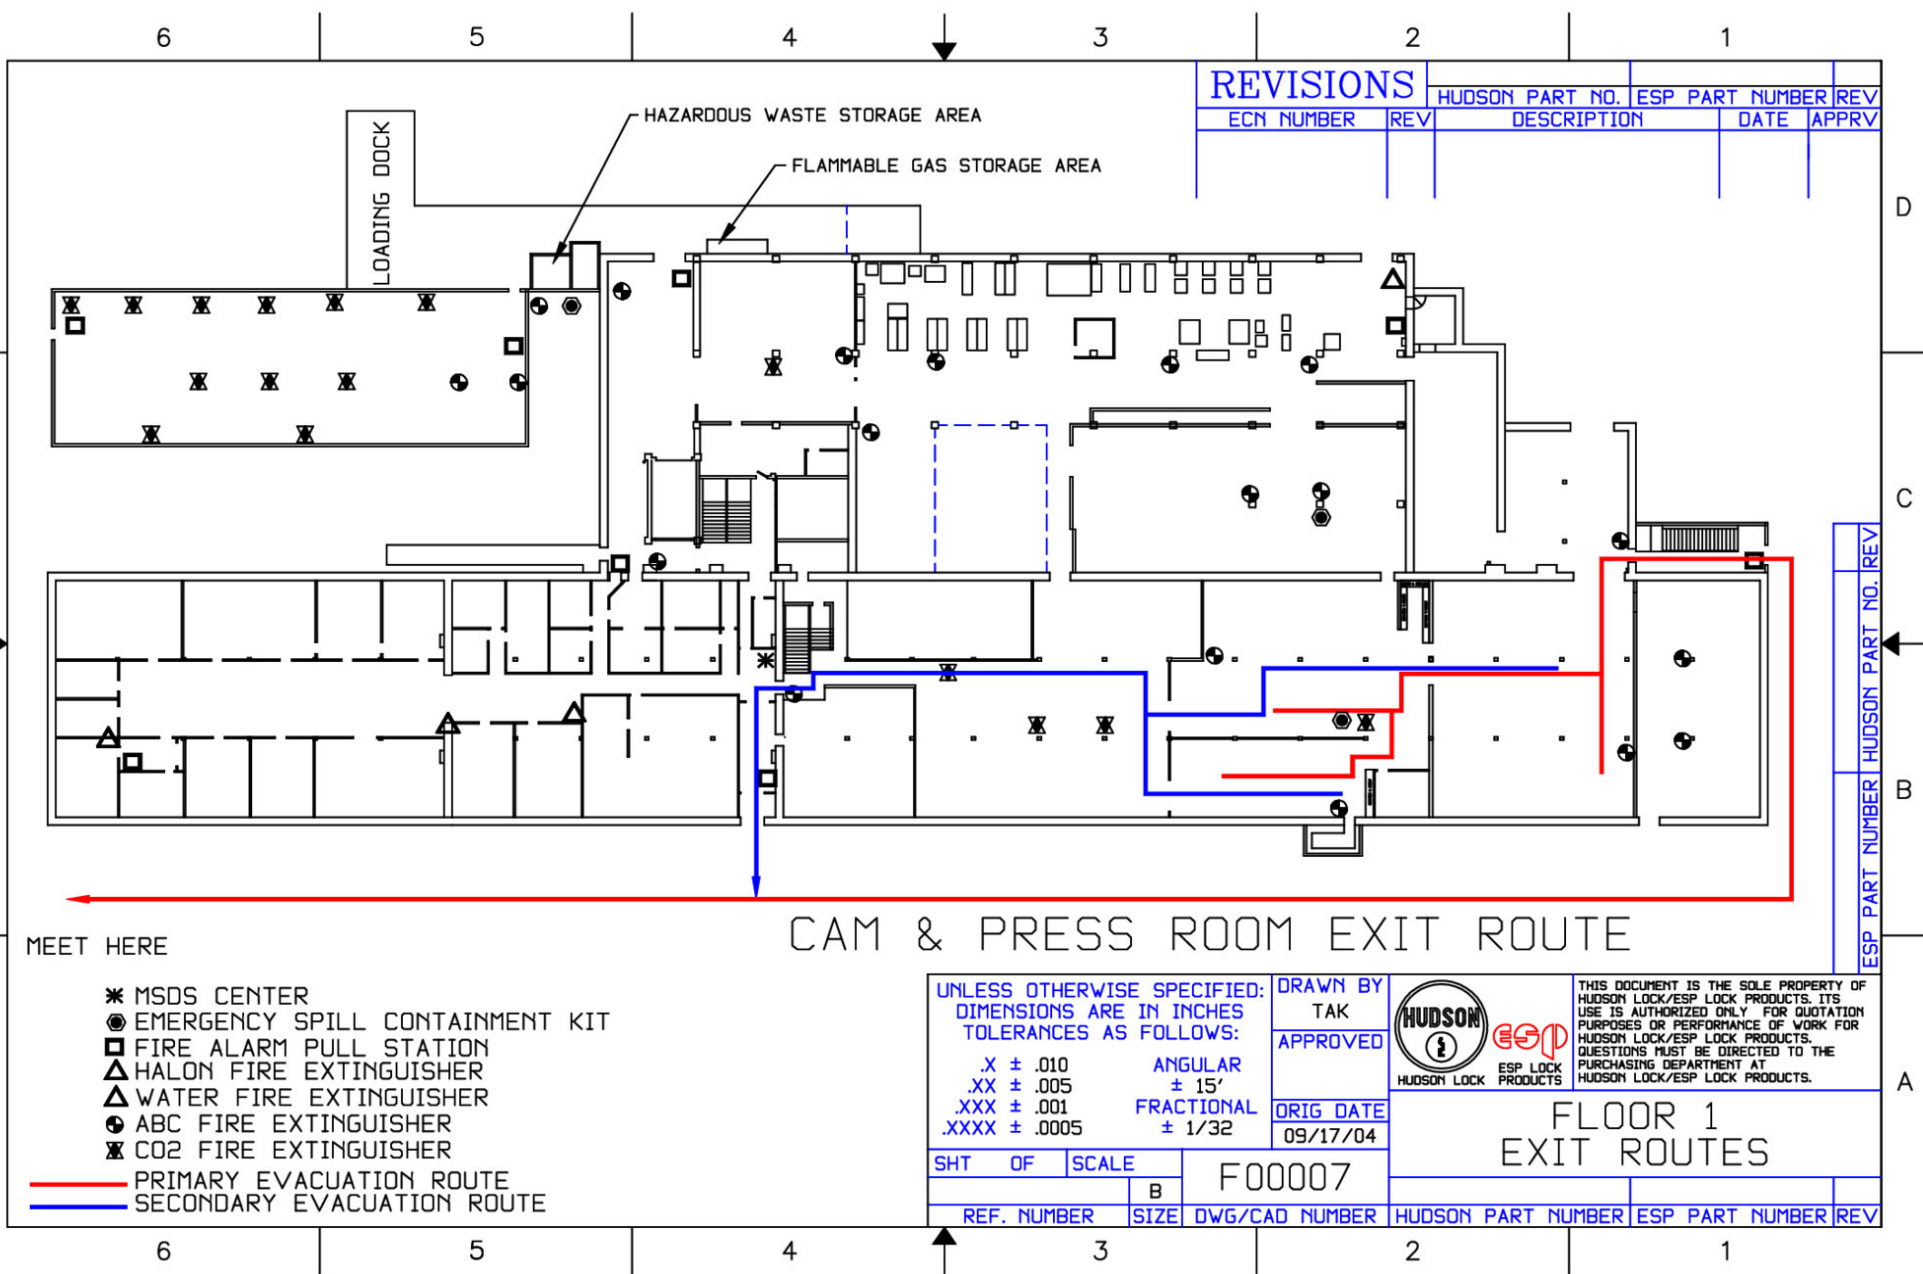 6 5 4 3 2 1
REVISIONS
HUDSON PART NO. ESP PART NUMBER REV
ECN NUMBER REV DESCRIPTION DATE APPRV
HAZARDOUS WASTE STORAGE AREA
FLAMMABLE GAS STORAGE AREA
LOADING DOCK
D
C
B
A
ESP PART NUMBER HUDSON PART NO. REV
CAM & PRESS ROOM EXIT ROUTE
MEET HERE
MSDS CENTER
EMERGENCY SPILL CONTAINMENT KIT
FIRE ALARM PULL STATION
HALON FIRE EXTINGUISHER
WATER FIRE EXTINGUISHER
ABC FIRE EXTINGUISHER
CO2 FIRE EXTINGUISHER
PRIMARY EVACUATION ROUTE
SECONDARY EVACUATION ROUTE
UNLESS OTHERWISE SPECIFIED:
DIMENSIONS ARE IN INCHES
TOLERANCES AS FOLLOWS:
.X ± .010 ANGULAR
.XX ± .005 ± 15'
.XXX ± .001 FRACTIONAL
.XXXX ± .0005 ± 1/32
DRAWN BY
TAK
APPROVED
ORIG DATE
09/17/04
HUDSON
HUDSON LOCK
esp
ESP LOCK
PRODUCTS
THIS DOCUMENT IS THE SOLE PROPERTY OF
HUDSON LOCK/ESP LOCK PRODUCTS. ITS
USE IS AUTHORIZED ONLY FOR QUOTATION
PURPOSES OR PERFORMANCE OF WORK FOR
HUDSON LOCK/ESP LOCK PRODUCTS.
QUESTIONS MUST BE DIRECTED TO THE
PURCHASING DEPARTMENT AT
HUDSON LOCK/ESP LOCK PRODUCTS.
FLOOR 1
EXIT ROUTES
SHT OF SCALE
B
F00007
REF. NUMBER SIZE DWG/CAD NUMBER HUDSON PART NUMBER ESP PART NUMBER REV
6 5 4 3 2 1